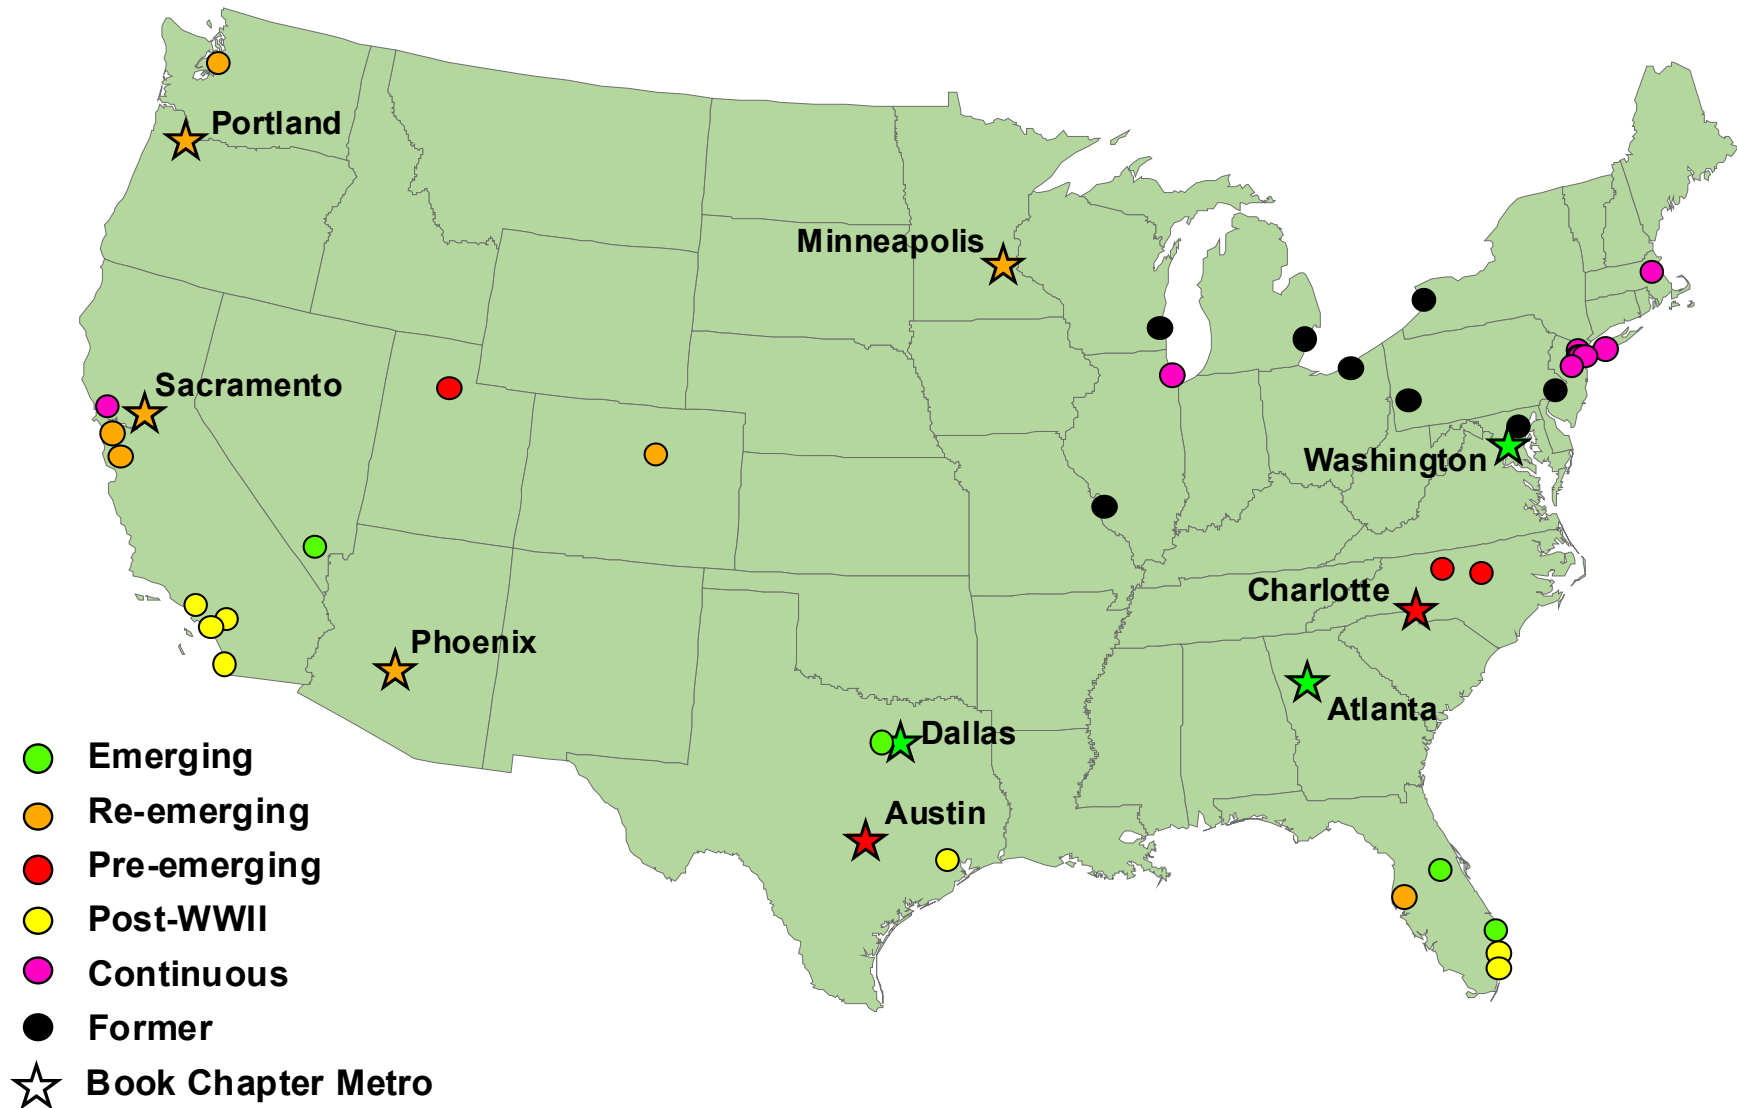 Portland
Minneapolis
Sacramento
Washington
Charlotte
Phoenix
Atlanta
Dallas
Austin
Emerging
Re-emerging
Pre-emerging
Post-WWII
Continuous
Former
Book Chapter Metro